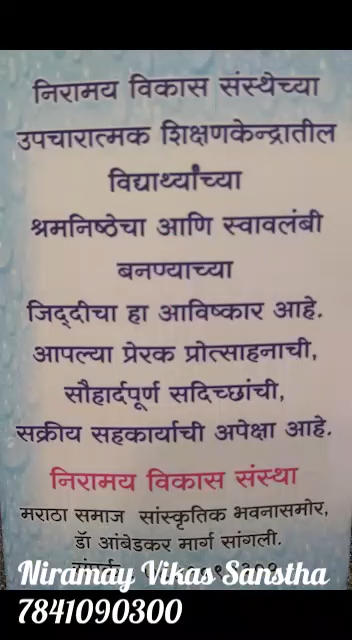 निरामय विकास संस्थेच्या
उपचारात्मक शिक्षणकेन्द्रातील
विद्यार्थ्यांच्या
श्रमनिष्ठेचा आणि स्वावलंबी
बनण्याच्या
जिद्दीचा हा आविष्कार आहे.
आपल्या प्रेरक प्रोत्साहनाची,
सौहार्दपूर्ण सदिच्छांची,
सक्रीय सहकार्याची अपेक्षा आहे.
निरामय विकास संस्था
मराठा समाज सांस्कृतिक भवनासमोर,
डॉ आंबेडकर मार्ग सांगली.
Niramay Vikas Sanstha
7841090300